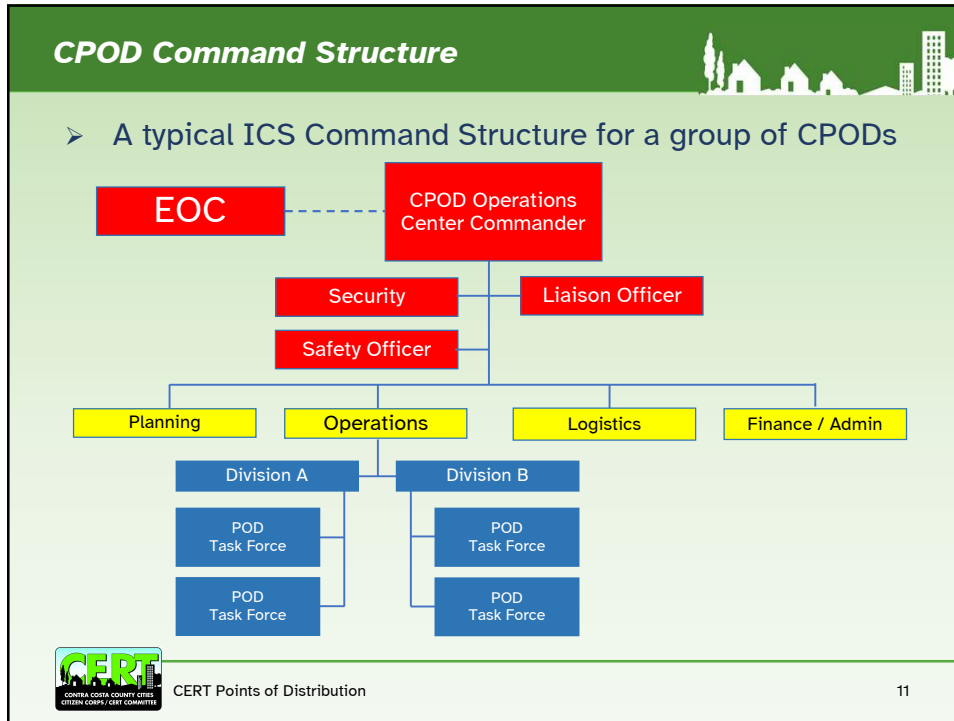 CPOD Command Structure
➢ A typical ICS Command Structure for a group of CPODs
EOC
CPOD Operations
Center Commander
Security
Liaison Officer
Safety Officer
Planning
Operations
Logistics
Finance / Admin
Division A
Division B
POD
Task Force
POD
Task Force
POD
Task Force
POD
Task Force
CERT
CONTRA COSTA COUNTY CITIES
CITIZEN CORPS / CERT COMMITTEE
CERT Points of Distribution
11